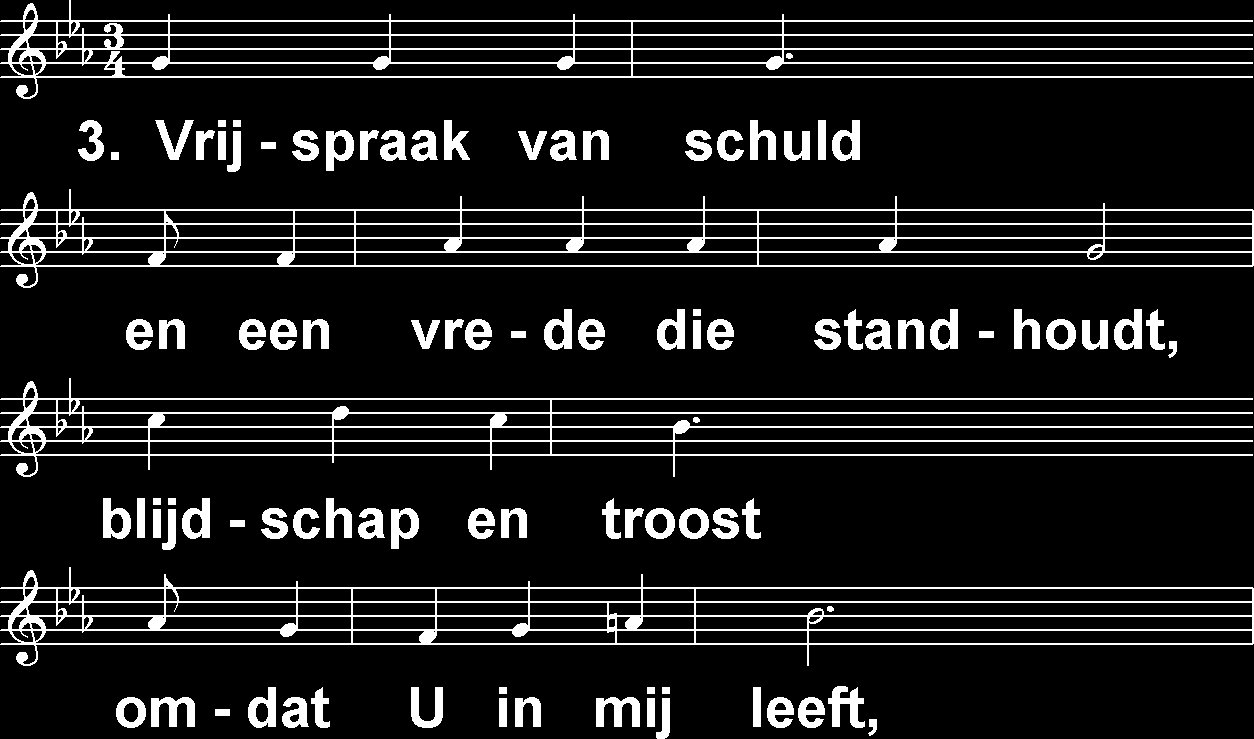 3. Vrij - spraak van schuld
en een vre - de die stand - houdt,
blijd - schap en troost
om - dat U in mij leeft,